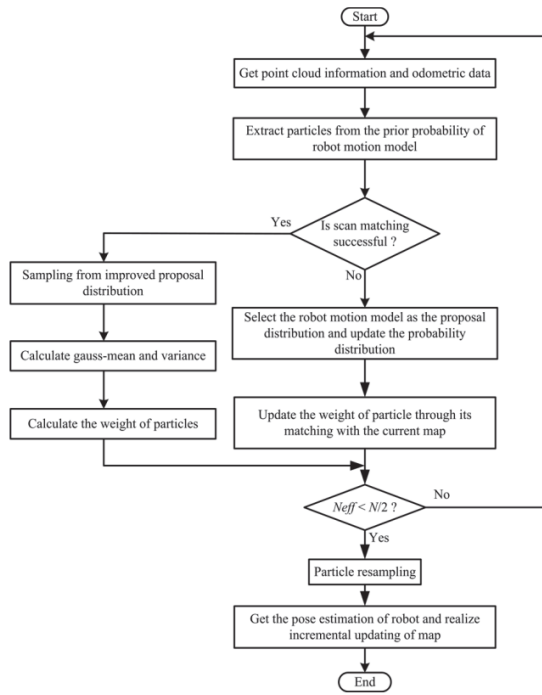 Start
Get point cloud information and odometric data
Extract particles from the prior probability of
robot motion model
Is scan matching
successful ?
Yes
No
Sampling from improved proposal
distribution
Calculate gauss-mean and variance
Calculate the weight of particles
Select the robot motion model as the proposal
distribution and update the probability
distribution
Update the weight of particle through its
matching with the current map
Neff < N/2 ?
No
Yes
Particle resampling
Get the pose estimation of robot and realize
incremental updating of map
End